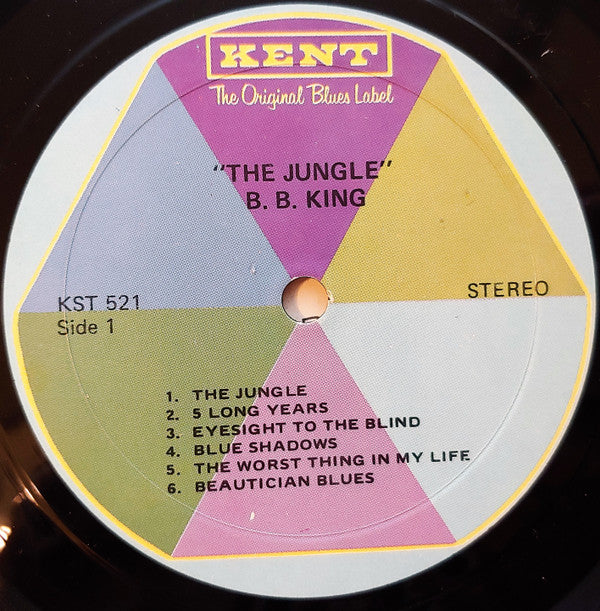 KENT
The Original Blues Label
"THE JUNGLE"
B. B. KING
KST 521
Side 1
STEREO
1. THE JUNGLE
2. 5 LONG YEARS
3. EYESIGHT TO THE BLIND
4. BLUE SHADOWS
5. THE WORST THING IN MY LIFE
6. BEAUTICIAN BLUES